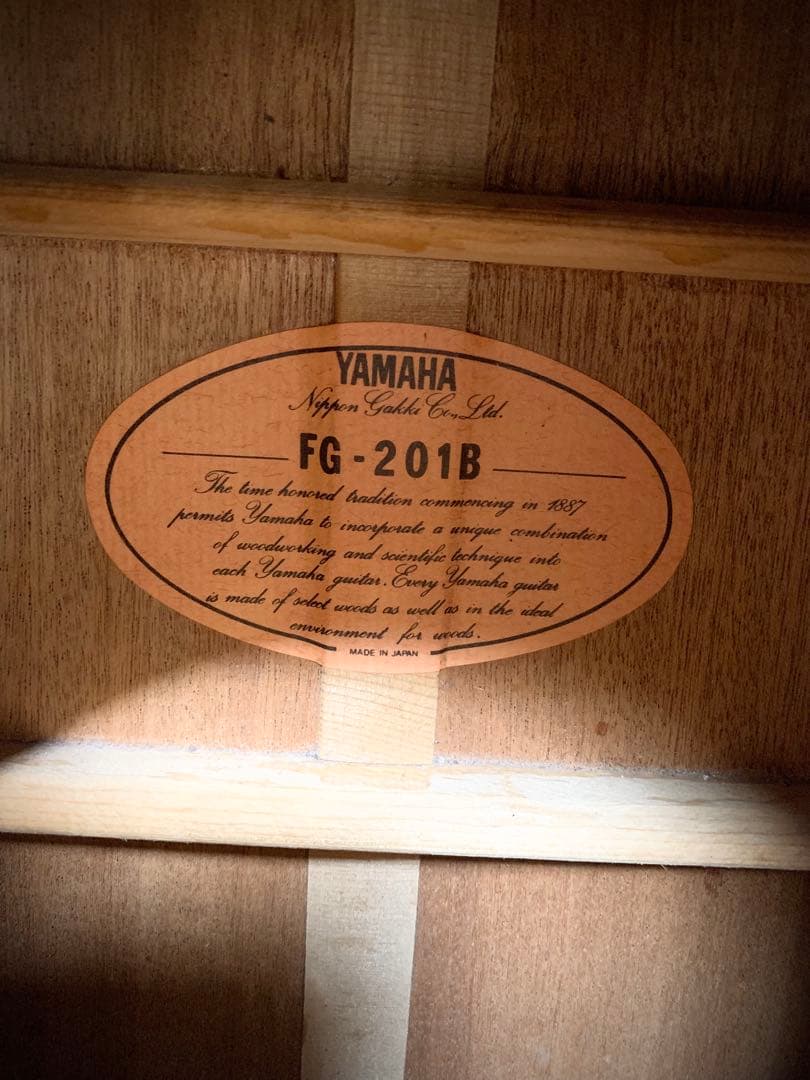 YAMAHA
Nippon Gakki Co., Ltd.
FG-201B
The time honored tradition commencing in 1887
permits Yamaha to incorporate a unique combination
of woodworking and scientific technique into
each Yamaha guitar. Every Yamaha guitar
is made of select woods as well as in the ideal
environment for woods.
MADE IN JAPAN